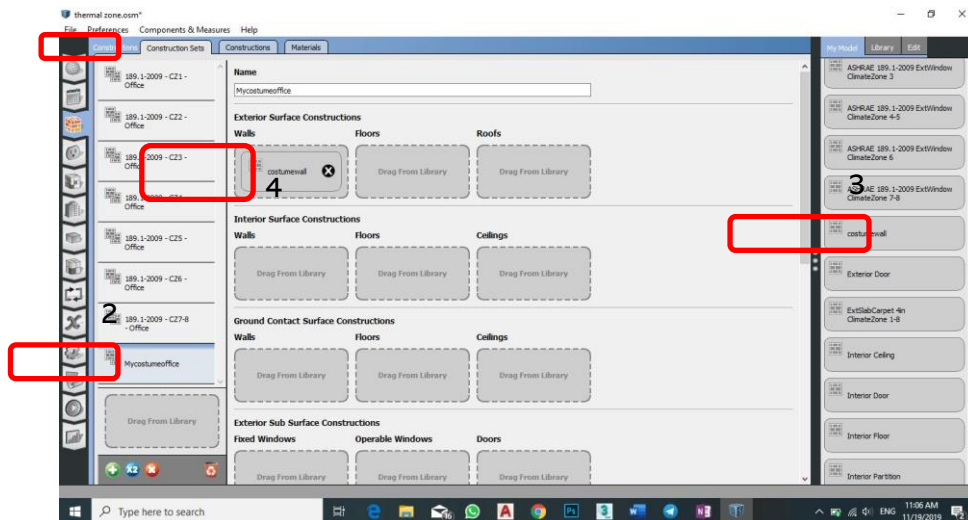 thermal zone.osm*
File Preferences Components & Measures Help
Construction Sets
Constructions
Materials
My Model
Library
Edit
189.1-2009 - CZ1 -
Office
189.1-2009 - CZ2 -
Office
189.1-2009 - CZ3 -
189.1-2009 - CZ5 -
Office
189.1-2009 - CZ6 -
Office
2
189.1-2009 - CZ7-8
- Office
Mycostumeoffice
Drag From Library
X2
Name
Mycostumeoffice
Exterior Surface Constructions
Walls Floors Roofs
costumewall
4
Drag From Library
Drag From Library
Interior Surface Constructions
Walls Floors Ceilings
Drag From Library
Drag From Library
Drag From Library
Ground Contact Surface Constructions
Walls Floors Ceilings
Drag From Library
Drag From Library
Drag From Library
Exterior Sub Surface Constructions
Fixed Windows Operable Windows Doors
Drag From Library
Drag From Library
Drag From Library
ASHRAE 189.1-2009 ExtWindow
ClimateZone 3
ASHRAE 189.1-2009 ExtWindow
ClimateZone 4-5
ASHRAE 189.1-2009 ExtWindow
ClimateZone 6
ASHRAE 189.1-2009 ExtWindow
ClimateZone 7-8
3
costumewall
Exterior Door
ExtSlabCarpet 4in
ClimateZone 1-8
Interior Ceiling
Interior Door
Interior Floor
Interior Partition
Type here to search
ENG
11:06 AM
11/19/2019